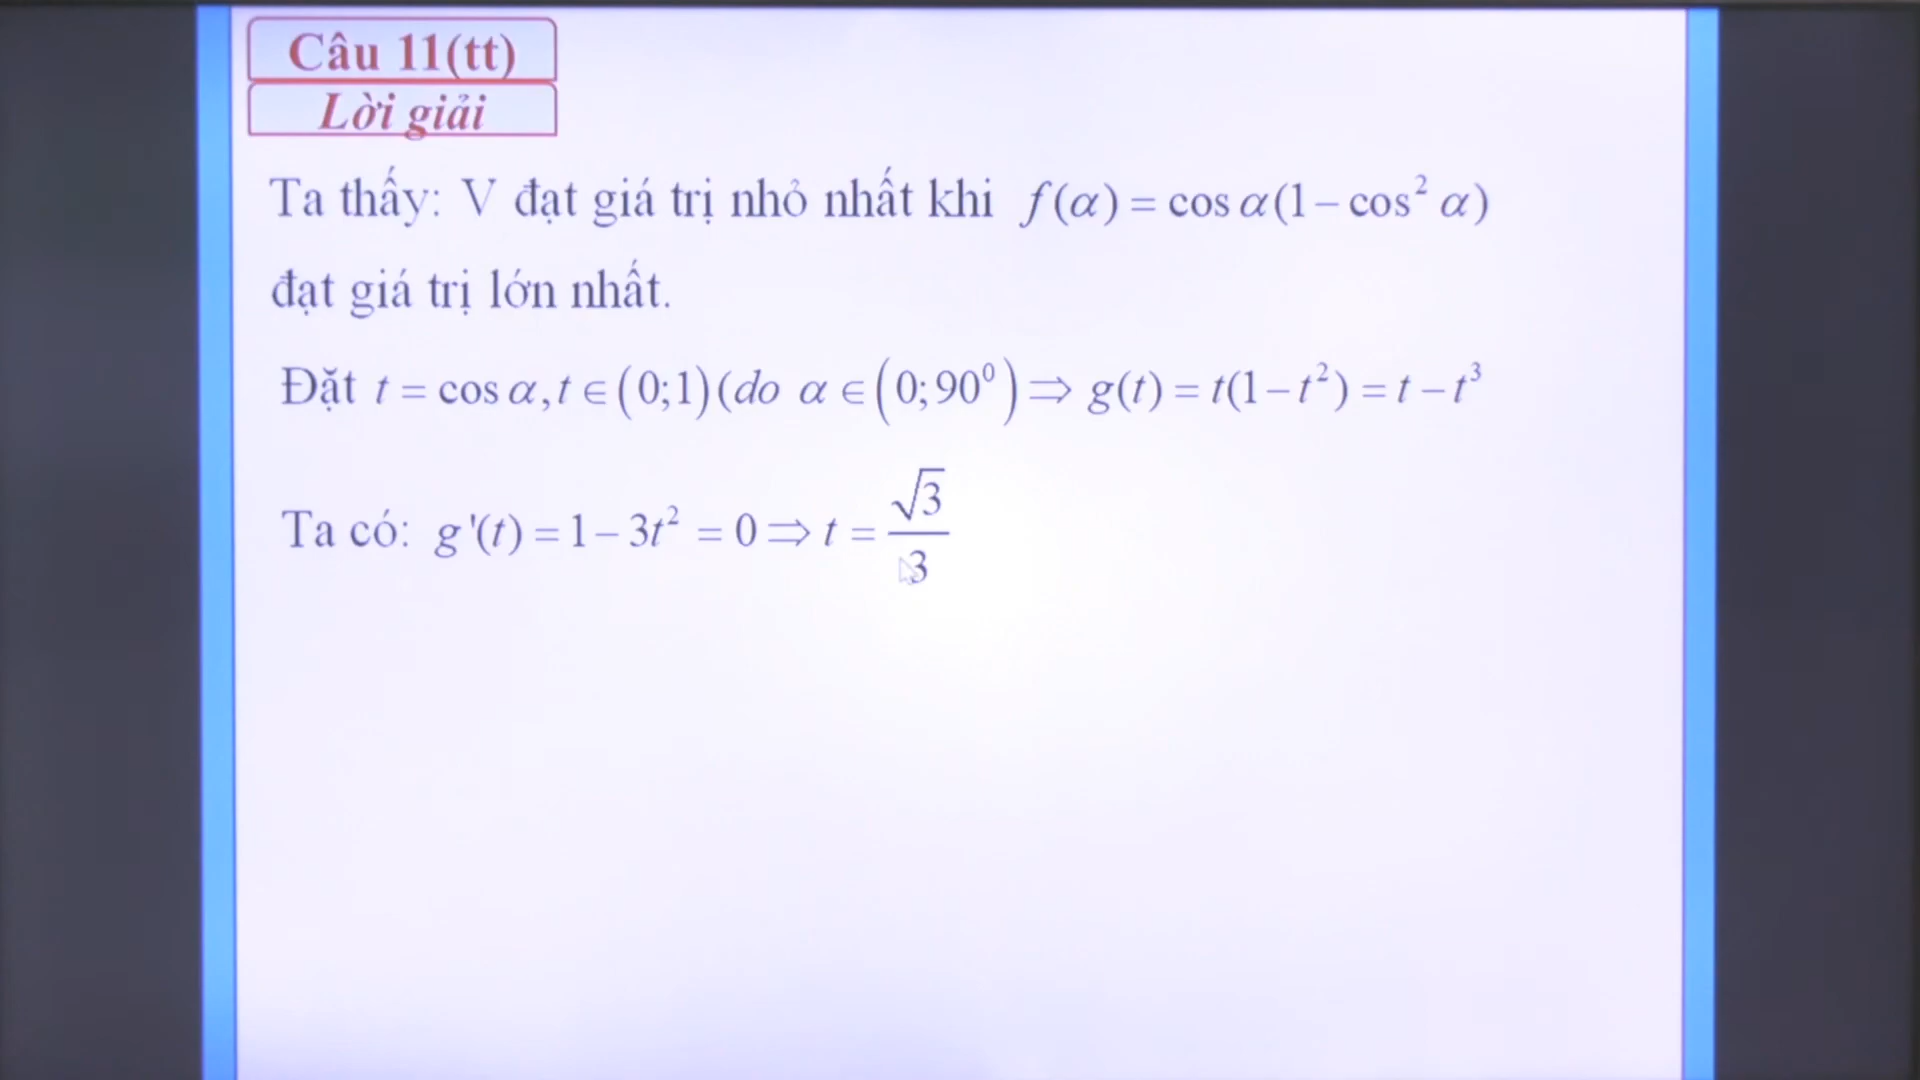 Câu 11(tt)
Lời giải
Ta thấy: V đạt giá trị nhỏ nhất khi f(α) = cos α(1 − cos² α)
đạt giá trị lớn nhất.
Đặt t = cos α, t ∈ (0;1) (do α ∈ (0; 90⁰) ⇒ g(t) = t(1 − t²) = t − t³
Ta có: g'(t) = 1 − 3t² = 0 ⇒ t = √3/3